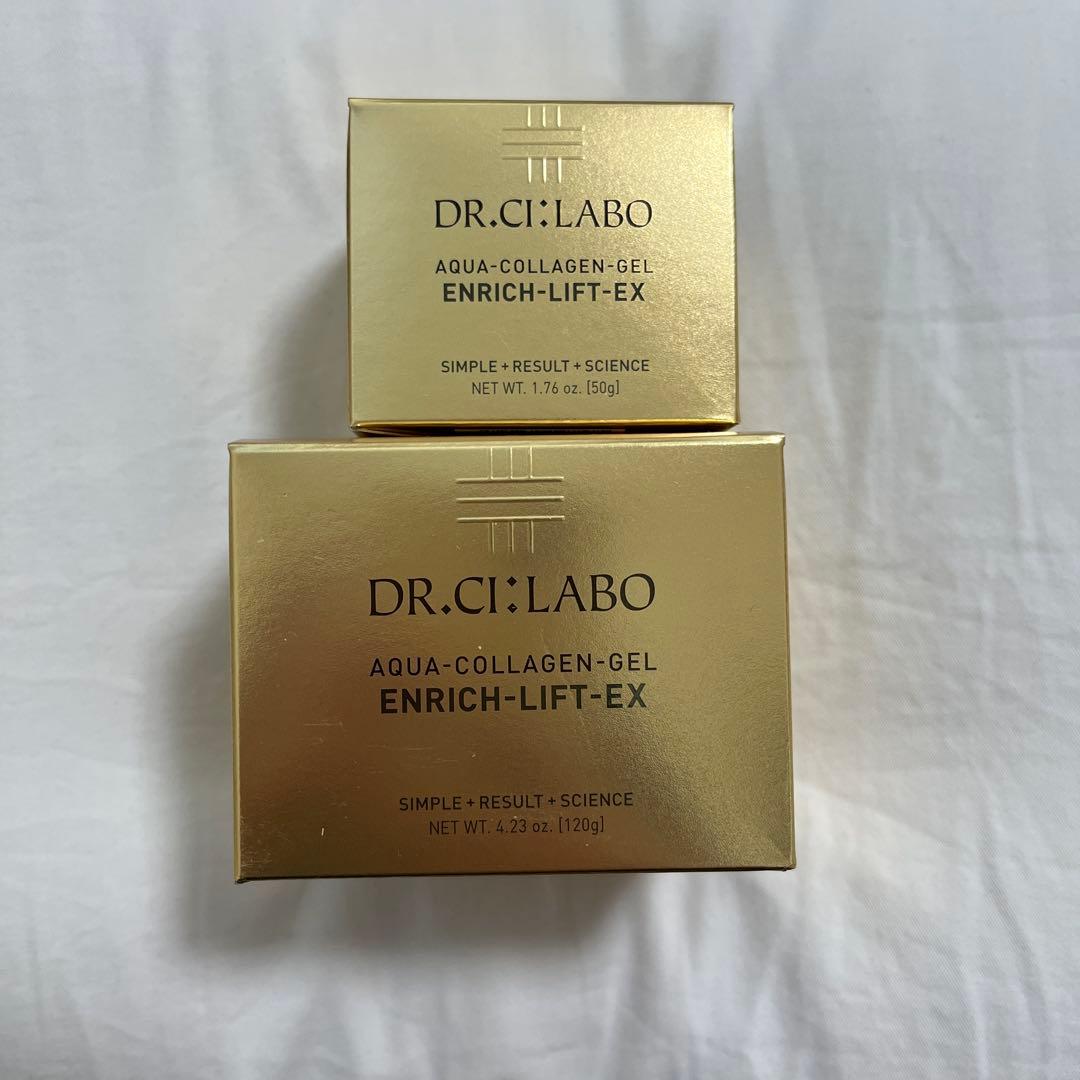 DR.CI:LABO
AQUA-COLLAGEN-GEL
ENRICH-LIFT-EX
SIMPLE+RESULT+SCIENCE
NET WT. 1.76 oz. [50g]
DR.CI:LABO
AQUA-COLLAGEN-GEL
ENRICH-LIFT-EX
SIMPLE+RESULT+SCIENCE
NET WT. 4.23 oz. [120g]